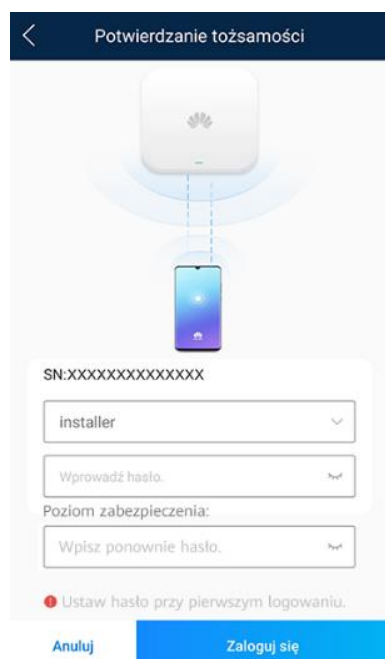 Potwierdzanie tożsamości
SN:XXXXXXXXXXXXXX
installer
Wprowadź hasło.
Poziom zabezpieczenia:
Wpisz ponownie hasło.
Ustaw hasło przy pierwszym logowaniu.
Anuluj
Zaloguj się